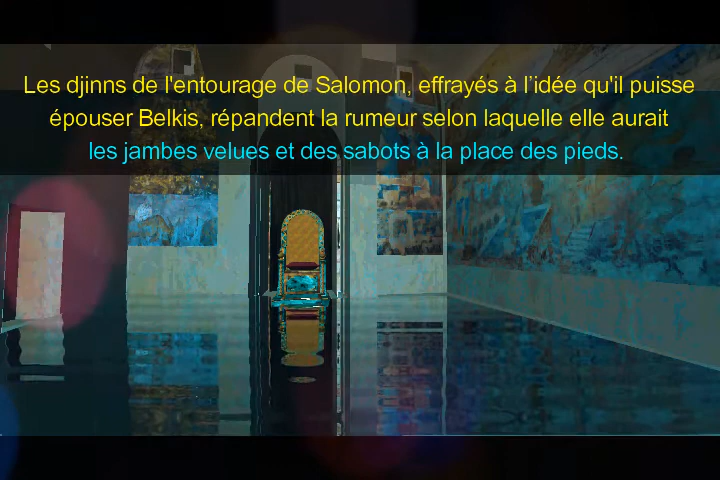 Les djinns de l'entourage de Salomon, effrayés à l’idée qu'il puisse
épouser Belkis, répandent la rumeur selon laquelle elle aurait
les jambes velues et des sabots à la place des pieds.